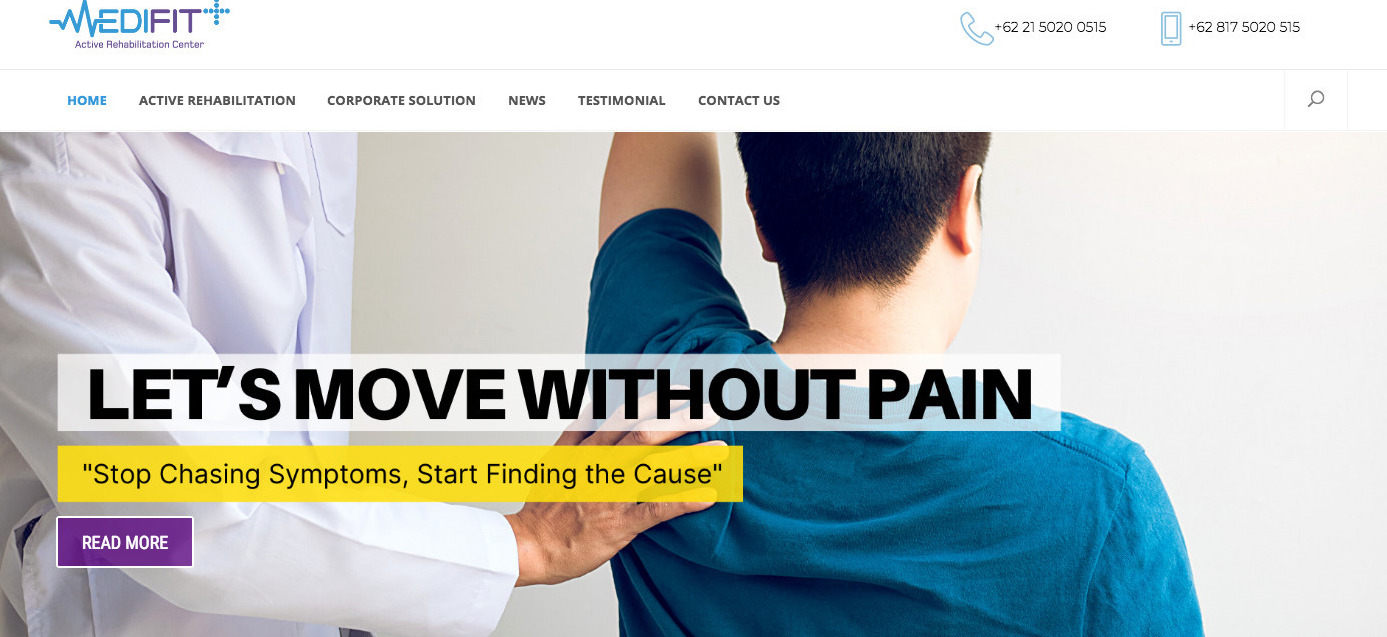 MEDIFIT
Active Rehabilitation Center
+62 21 5020 0515
+62 817 5020 515
HOME
ACTIVE REHABILITATION
CORPORATE SOLUTION
NEWS
TESTIMONIAL
CONTACT US
LET'S MOVE WITHOUT PAIN
"Stop Chasing Symptoms, Start Finding the Cause"
READ MORE